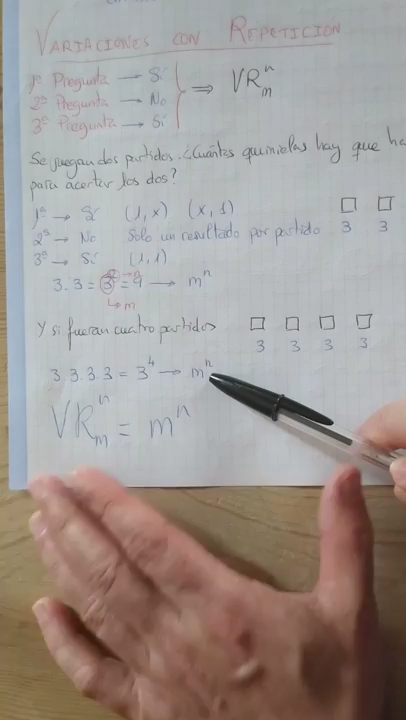 VARIACIONES CON REPETICION
1ª Pregunta → Sí
2ª Pregunta → No ⇒ VRₘⁿ
3ª Pregunta → Sí
Se juegan dos partidos. ¿Cuántas quinielas hay que ha
para acertar los dos?
1ª → Sí (1,x) (x,1) □ □
2ª → No Solo un resultado por partido 3 3
3ª → Sí (1,1)
3.3 = 3² = 9 → mⁿ
↳ m
Y si fueran cuatro partidos □ □ □ □
3 3 3 3
3.3.3.3 = 3⁴ → mⁿ
VRₘⁿ = mⁿ